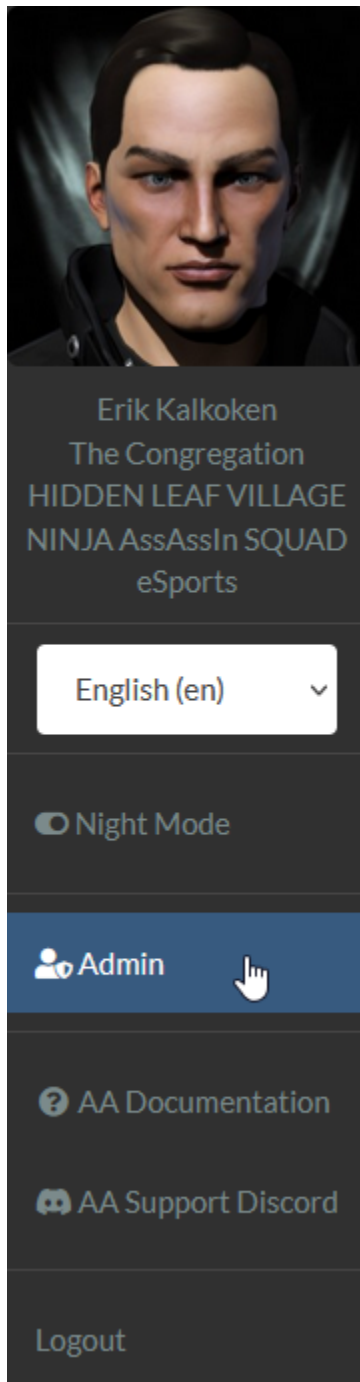 Erik Kalkoken
The Congregation
HIDDEN LEAF VILLAGE
NINJA AssAssIn SQUAD
eSports
English (en)
Night Mode
Admin
AA Documentation
AA Support Discord
Logout